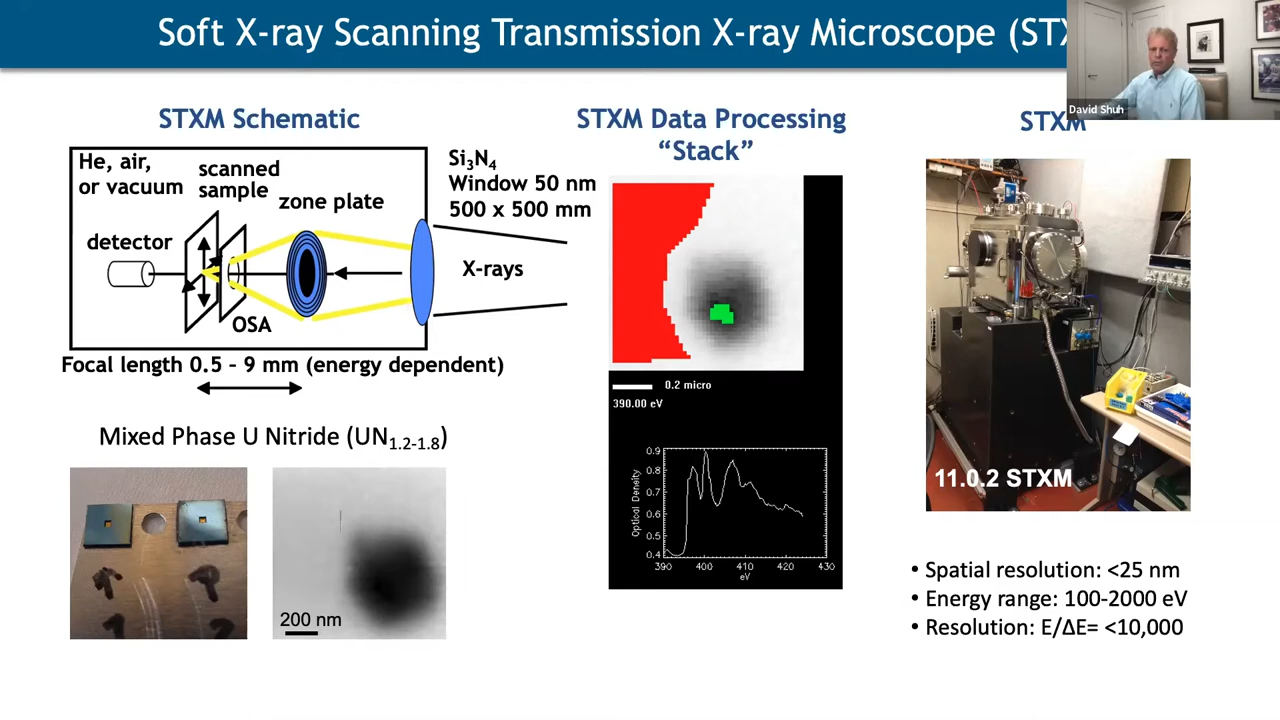 Soft X-ray Scanning Transmission X-ray Microscope (STX
David Shuh
STXM Schematic
He, air,
or vacuum
scanned
sample
zone plate
detector
OSA
Si₃N₄
Window 50 nm
500 x 500 mm
X-rays
Focal length 0.5 – 9 mm (energy dependent)
Mixed Phase U Nitride (UN₁.₂₋₁.₈)
200 nm
STXM Data Processing
“Stack”
0.2 micro
390.00 eV
Optical Density
0.9
0.8
0.7
0.6
0.5
0.4
390 400 410 420 430
eV
STXM
11.0.2 STXM
• Spatial resolution: <25 nm
• Energy range: 100-2000 eV
• Resolution: E/ΔE= <10,000